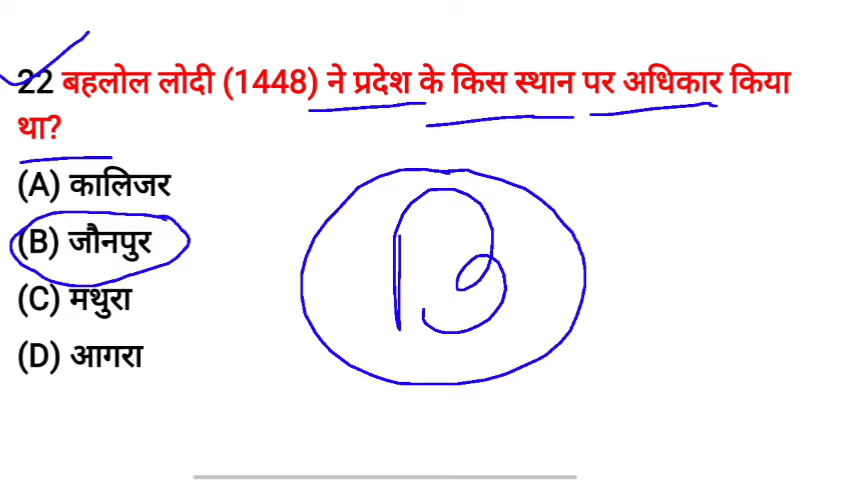 22 बहलोल लोदी (1448) ने प्रदेश के किस स्थान पर अधिकार किया
था?
(A) कालिजर
(B) जौनपुर
(C) मथुरा
(D) आगरा
B